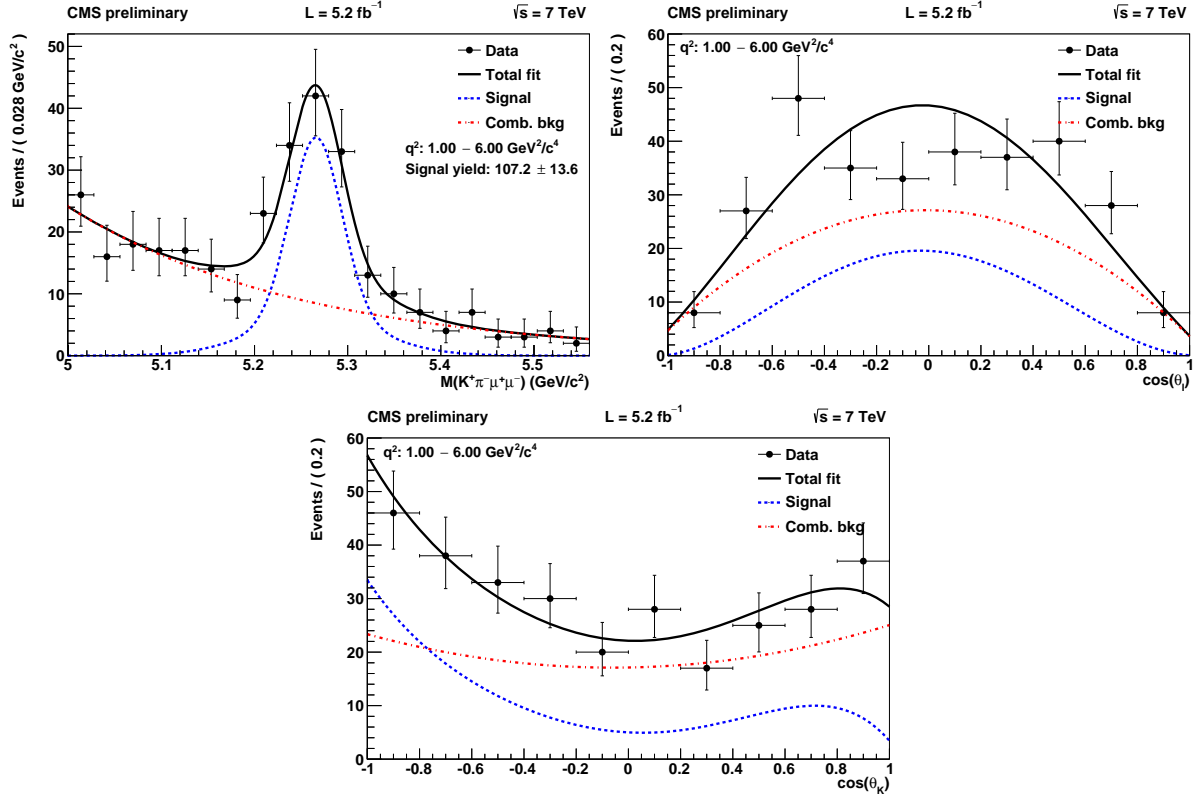 CMS preliminary L = 5.2 fb⁻¹ √s = 7 TeV
Events / ( 0.028 GeV/c² )
50
40
30
20
10
0
Data
Total fit
Signal
Comb. bkg
q²: 1.00 − 6.00 GeV²/c⁴
Signal yield: 107.2 ± 13.6
5 5.1 5.2 5.3 5.4 5.5
M(K⁺π⁻μ⁺μ⁻) (GeV/c²)
CMS preliminary L = 5.2 fb⁻¹ √s = 7 TeV
Events / ( 0.2 )
60
50
40
30
20
10
0
q²: 1.00 − 6.00 GeV²/c⁴
Data
Total fit
Signal
Comb. bkg
-1 -0.8 -0.6 -0.4 -0.2 0 0.2 0.4 0.6 0.8 1
cos(θ_l)
CMS preliminary L = 5.2 fb⁻¹ √s = 7 TeV
Events / ( 0.2 )
60
50
40
30
20
10
0
q²: 1.00 − 6.00 GeV²/c⁴
Data
Total fit
Signal
Comb. bkg
-1 -0.8 -0.6 -0.4 -0.2 0 0.2 0.4 0.6 0.8 1
cos(θ_K)